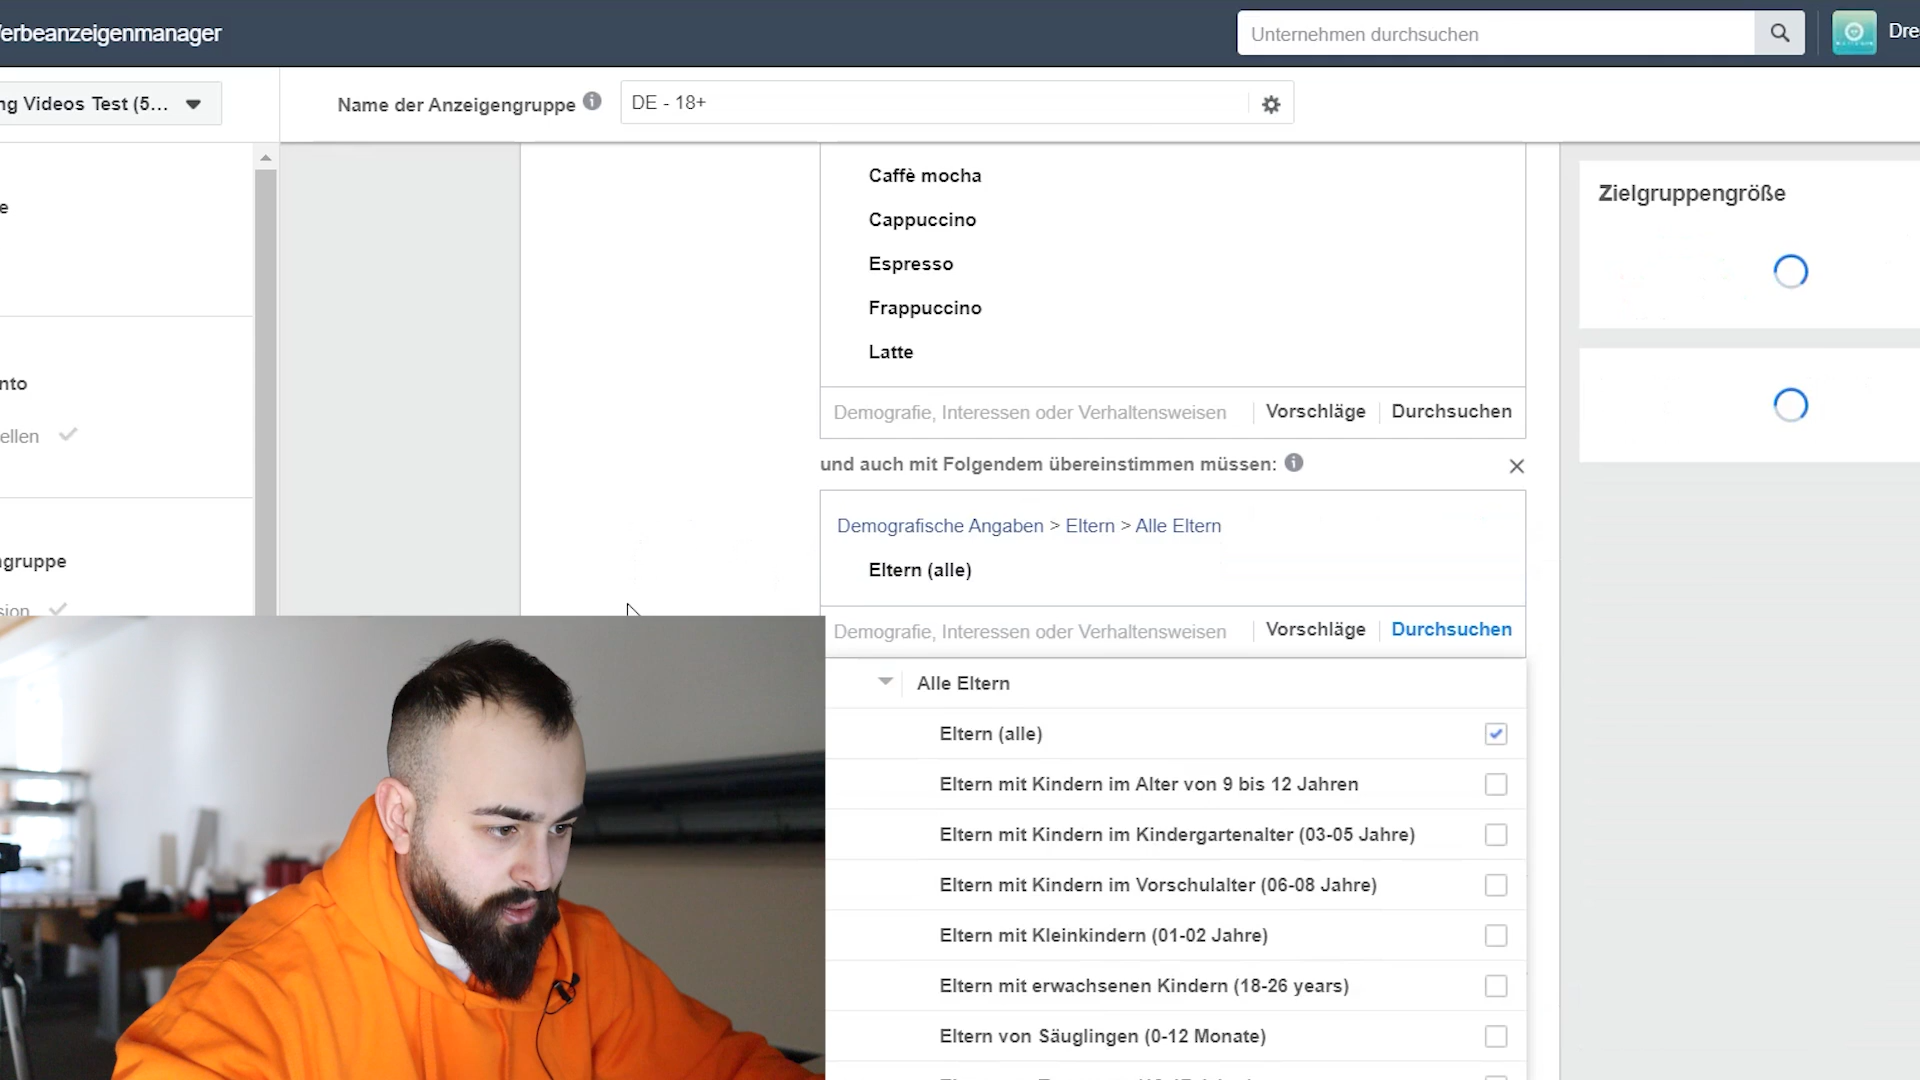 Werbeanzeigenmanager
Unternehmen durchsuchen
Dre
ng Videos Test (5...
Name der Anzeigengruppe
DE - 18+
Caffè mocha
Cappuccino
Espresso
Frappuccino
Latte
Demografie, Interessen oder Verhaltensweisen
Vorschläge
Durchsuchen
und auch mit Folgendem übereinstimmen müssen:
Demografische Angaben > Eltern > Alle Eltern
Eltern (alle)
Demografie, Interessen oder Verhaltensweisen
Vorschläge
Durchsuchen
Alle Eltern
Eltern (alle)
Eltern mit Kindern im Alter von 9 bis 12 Jahren
Eltern mit Kindern im Kindergartenalter (03-05 Jahre)
Eltern mit Kindern im Vorschulalter (06-08 Jahre)
Eltern mit Kleinkindern (01-02 Jahre)
Eltern mit erwachsenen Kindern (18-26 years)
Eltern von Säuglingen (0-12 Monate)
Zielgruppengröße
e
nto
ellen
gruppe
sion